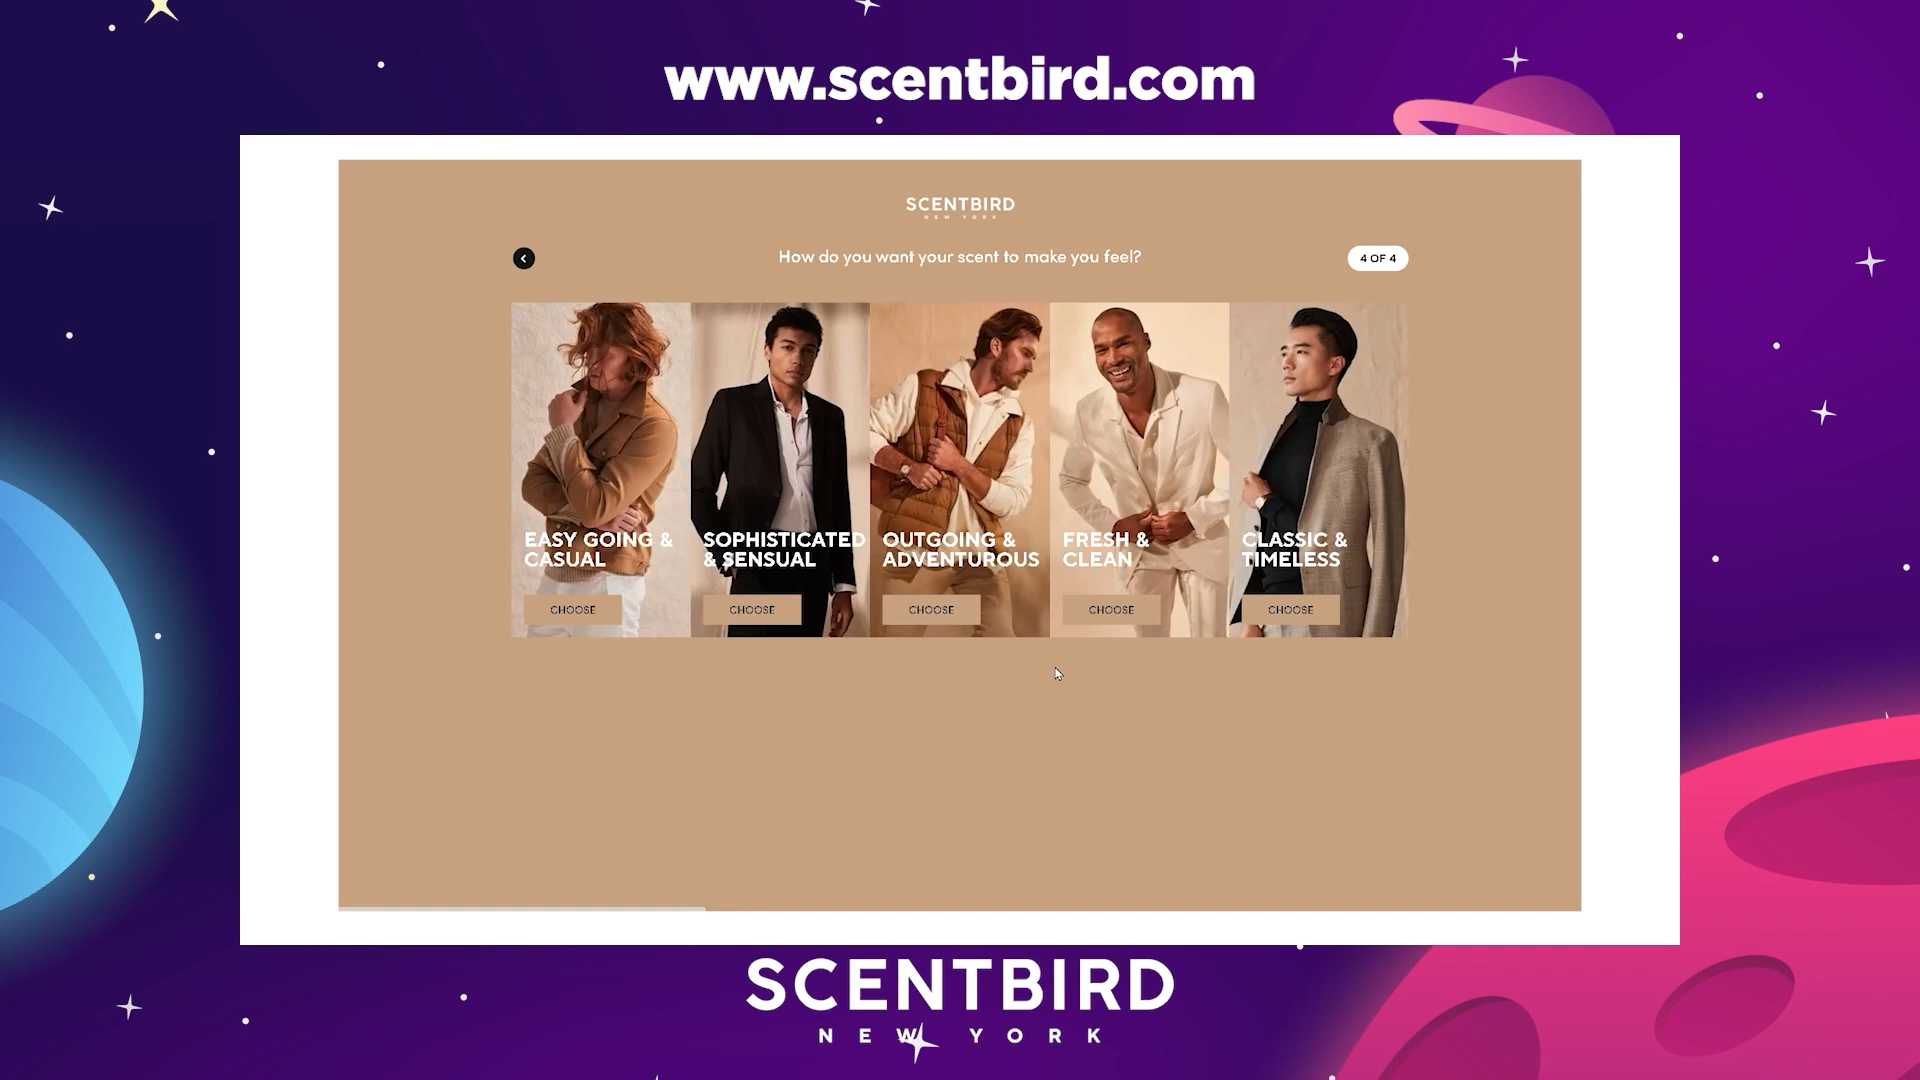 www.scentbird.com
SCENTBIRD
NEW YORK
How do you want your scent to make you feel?
4 OF 4
EASY GOING &
CASUAL
CHOOSE
SOPHISTICATED
& SENSUAL
CHOOSE
OUTGOING &
ADVENTUROUS
CHOOSE
FRESH &
CLEAN
CHOOSE
CLASSIC &
TIMELESS
CHOOSE
SCENTBIRD
NEW YORK